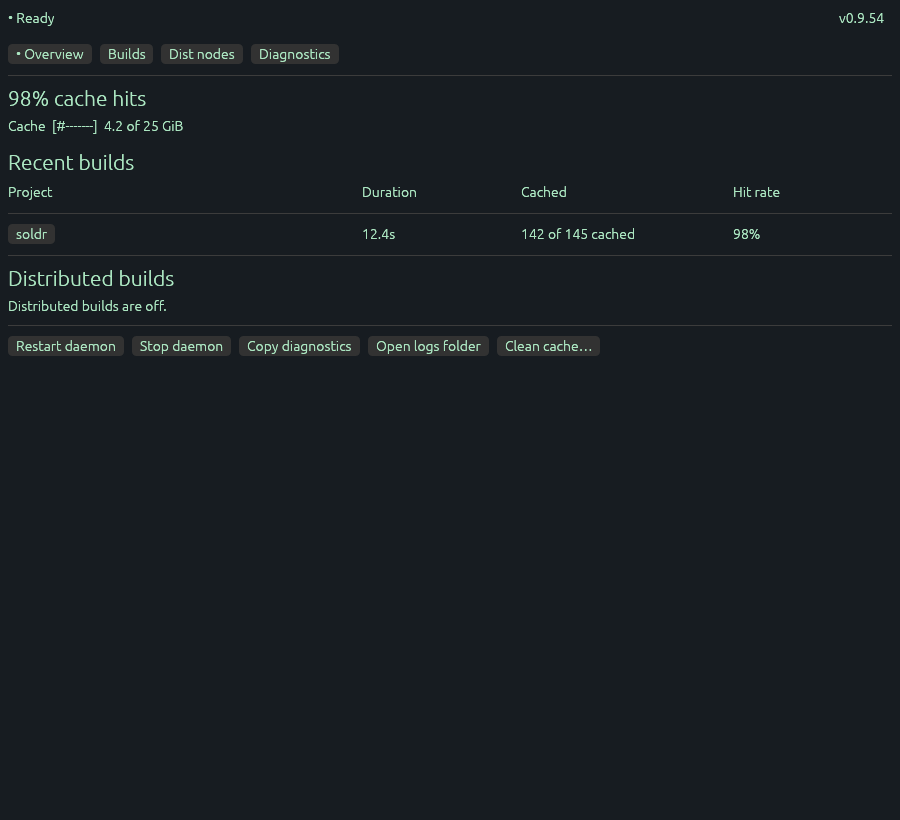 • Ready v0.9.54
• Overview Builds Dist nodes Diagnostics
98% cache hits
Cache [#-------] 4.2 of 25 GiB
Recent builds
Project Duration Cached Hit rate
soldr 12.4s 142 of 145 cached 98%
Distributed builds
Distributed builds are off.
Restart daemon Stop daemon Copy diagnostics Open logs folder Clean cache...